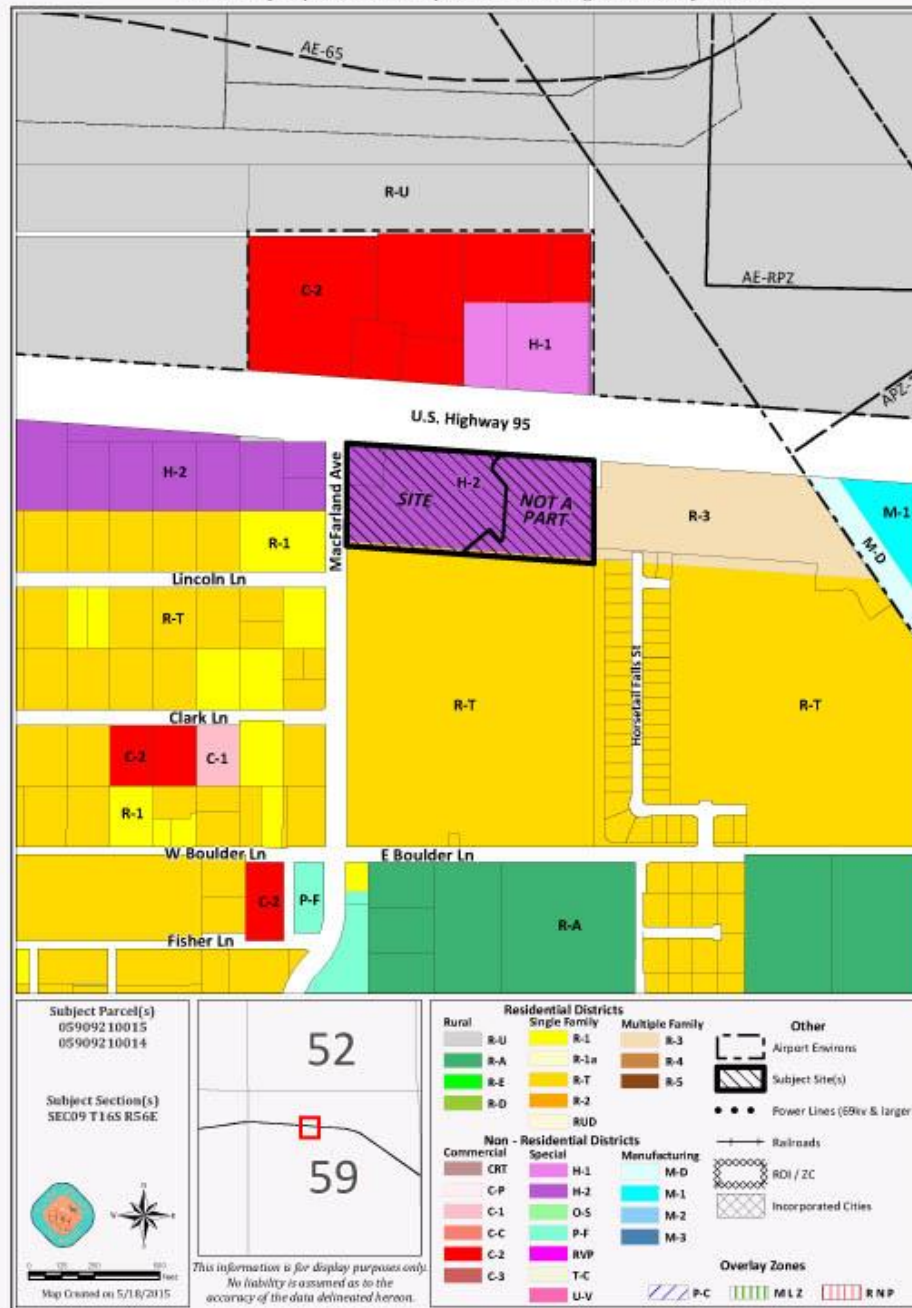 AE-65
R-U
AE-RPZ
C-2
H-1
U.S. Highway 95
H-2
MacFarland Ave
SITE
H-2
NOT A
PART
R-3
M-1
M-D
R-1
Lincoln Ln
R-T
R-T
Horsetail Falls St
R-T
Clark Ln
C-2
C-1
R-1
W Boulder Ln
E Boulder Ln
C-2
P-F
R-A
Fisher Ln
Subject Parcel(s)
05909210015
05909210014
Subject Section(s)
SEC09 T16S R56E
Map Created on 5/18/2015
52
59
This information is for display purposes only.
No liability is assumed as to the
accuracy of the data delineated hereon.
Residential Districts
Rural
R-U
R-A
R-E
R-D
Single Family
R-1
R-1a
R-T
R-2
RUD
Multiple Family
R-3
R-4
R-5
Non - Residential Districts
Commercial
CRT
C-P
C-1
C-C
C-2
C-3
Special
H-1
H-2
O-S
P-F
RVP
T-C
U-V
Manufacturing
M-D
M-1
M-2
M-3
Other
Airport Environs
Subject Site(s)
Power Lines (69kv & larger
Railroads
ROI / ZC
Incorporated Cities
Overlay Zones
P-C
M L Z
R N P